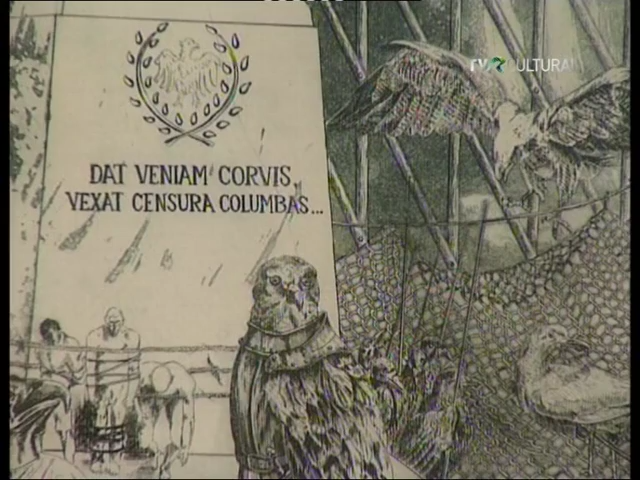 TVR CULTURAL
DAT VENIAM CORVIS,
VEXAT CENSURA COLUMBAS...